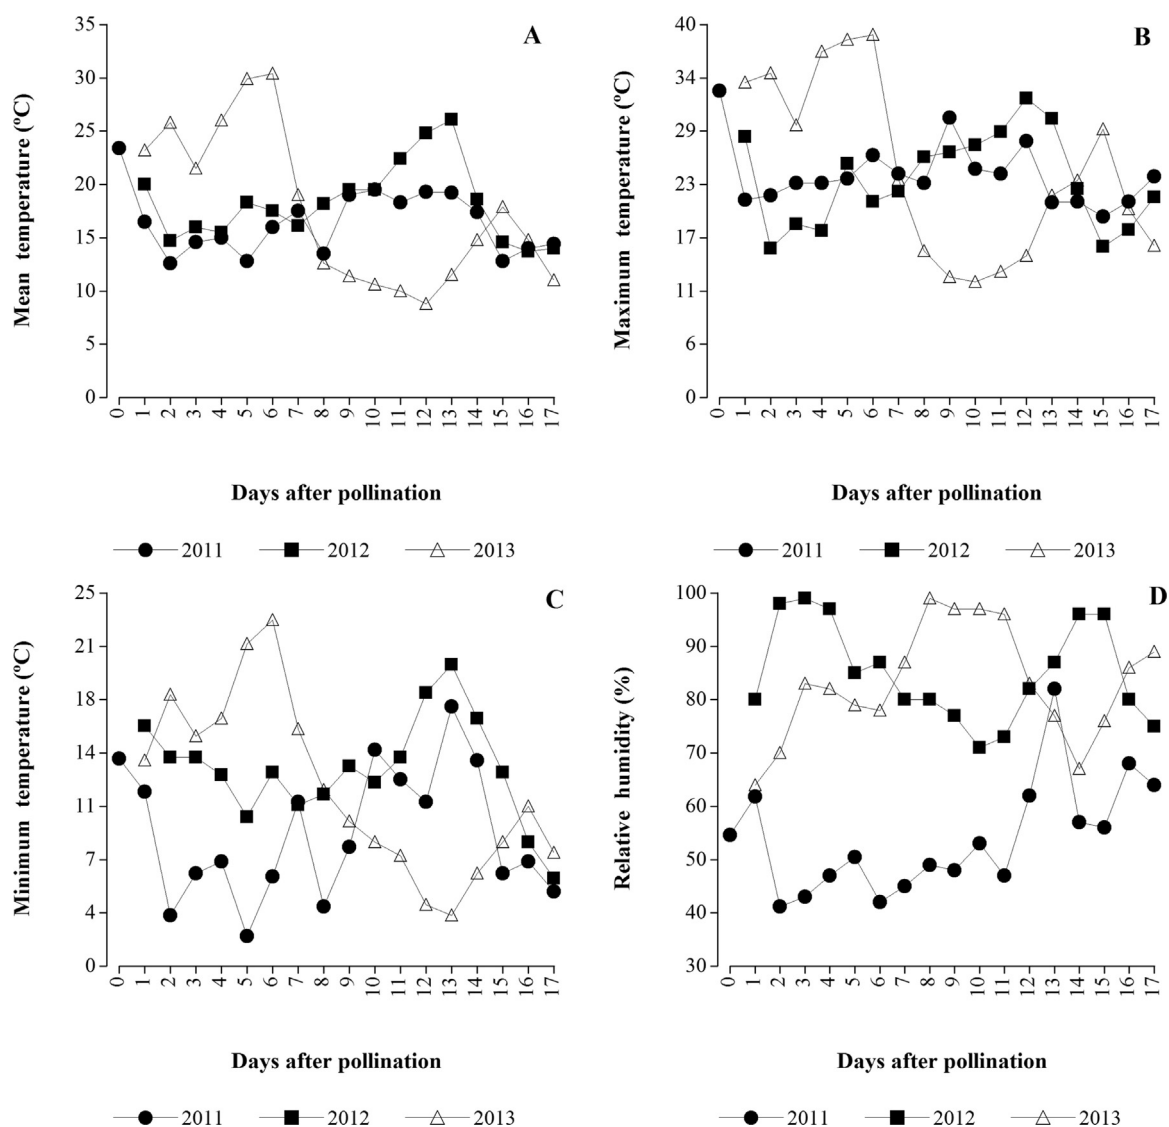 A
Mean temperature (ºC)
35
30
25
20
15
10
5
0
0 1 2 3 4 5 6 7 8 9 10 11 12 13 14 15 16 17
Days after pollination
2011 2012 2013
B
Maximum temperature (ºC)
40
34
29
23
17
11
6
0
0 1 2 3 4 5 6 7 8 9 10 11 12 13 14 15 16 17
Days after pollination
2011 2012 2013
C
Minimum temperature (ºC)
25
21
18
14
11
7
4
0
0 1 2 3 4 5 6 7 8 9 10 11 12 13 14 15 16 17
Days after pollination
2011 2012 2013
D
Relative humidity (%)
100
90
80
70
60
50
40
30
0 1 2 3 4 5 6 7 8 9 10 11 12 13 14 15 16 17
Days after pollination
2011 2012 2013